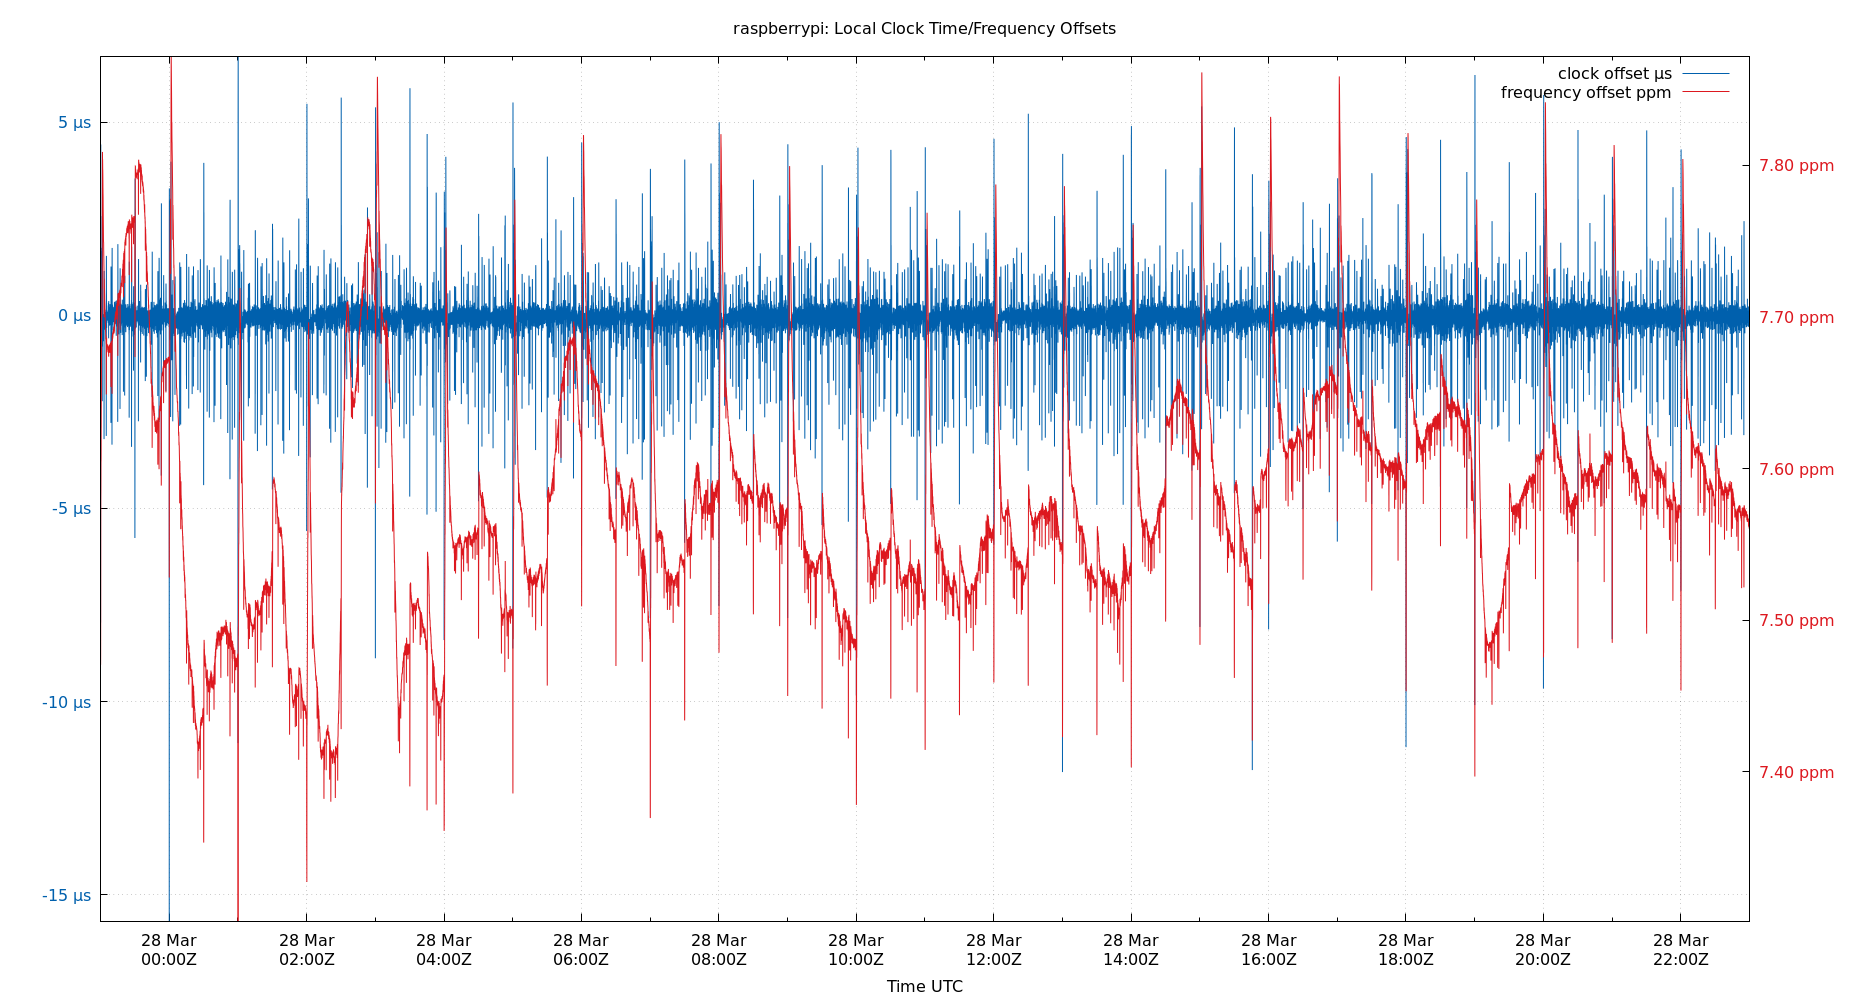 raspberrypi: Local Clock Time/Frequency Offsets
clock offset µs
frequency offset ppm
5 µs
0 µs
-5 µs
-10 µs
-15 µs
7.80 ppm
7.70 ppm
7.60 ppm
7.50 ppm
7.40 ppm
28 Mar 28 Mar 28 Mar 28 Mar 28 Mar 28 Mar 28 Mar 28 Mar 28 Mar 28 Mar 28 Mar 28 Mar
00:00Z 02:00Z 04:00Z 06:00Z 08:00Z 10:00Z 12:00Z 14:00Z 16:00Z 18:00Z 20:00Z 22:00Z
Time UTC